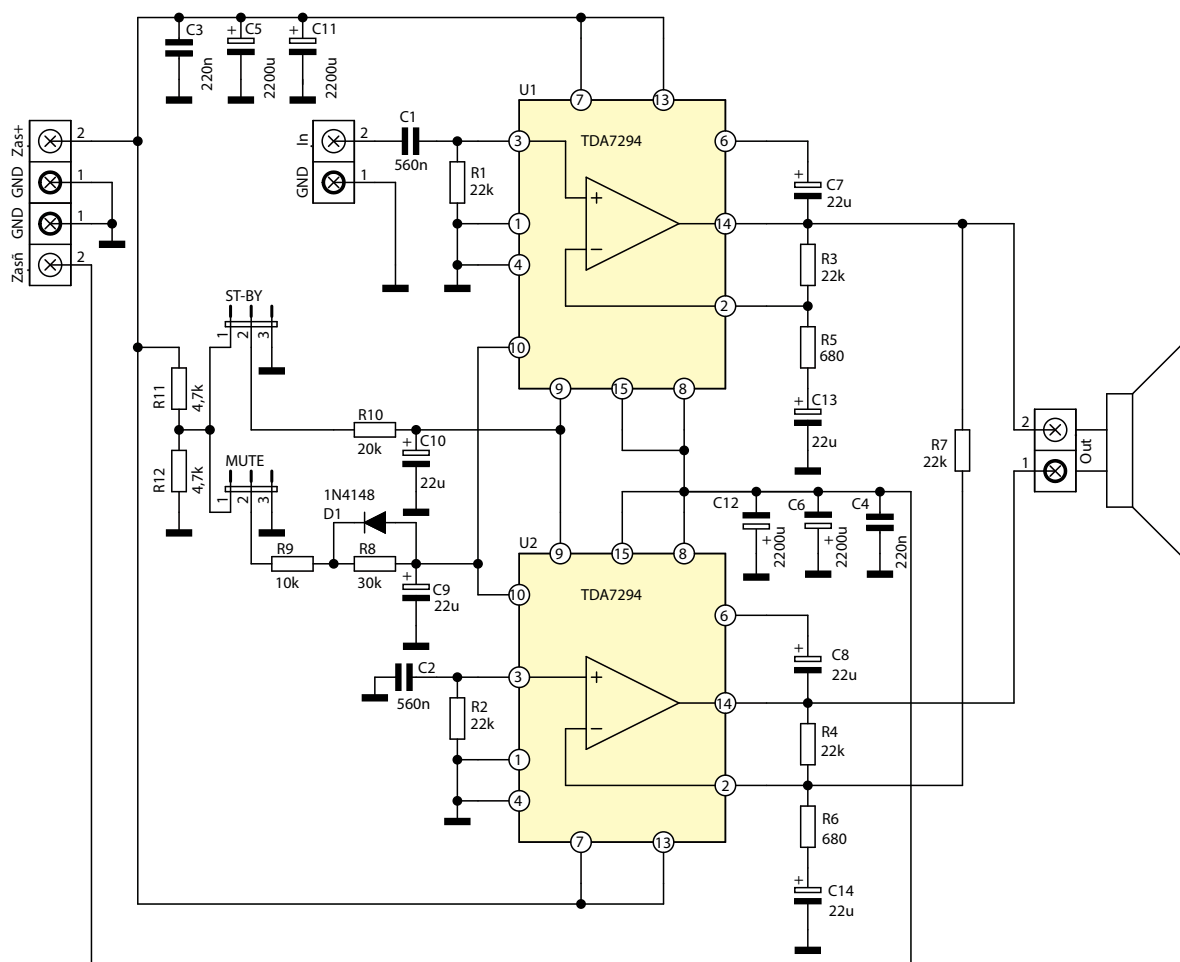 C3
220n
+
C5
2200u
+
C11
2200u
Zas+
2
GND
1
GND
1
Zasñ
2
In
2
GND
1
C1
560n
R1
22k
U1
TDA7294
7
13
3
1
4
10
9
15
8
6
14
2
+
−
+
C7
22u
R3
22k
R5
680
+
C13
22u
ST-BY
1
2
3
R11
4,7k
R12
4,7k
MUTE
1
2
3
R10
20k
+
C10
22u
1N4148
D1
R9
10k
R8
30k
+
C9
22u
R7
22k
2
1
Out
C12
+
2200u
C6
+
2200u
C4
220n
U2
TDA7294
9
15
8
10
3
1
4
7
13
6
14
2
+
−
C2
560n
R2
22k
+
C8
22u
R4
22k
R6
680
+
C14
22u